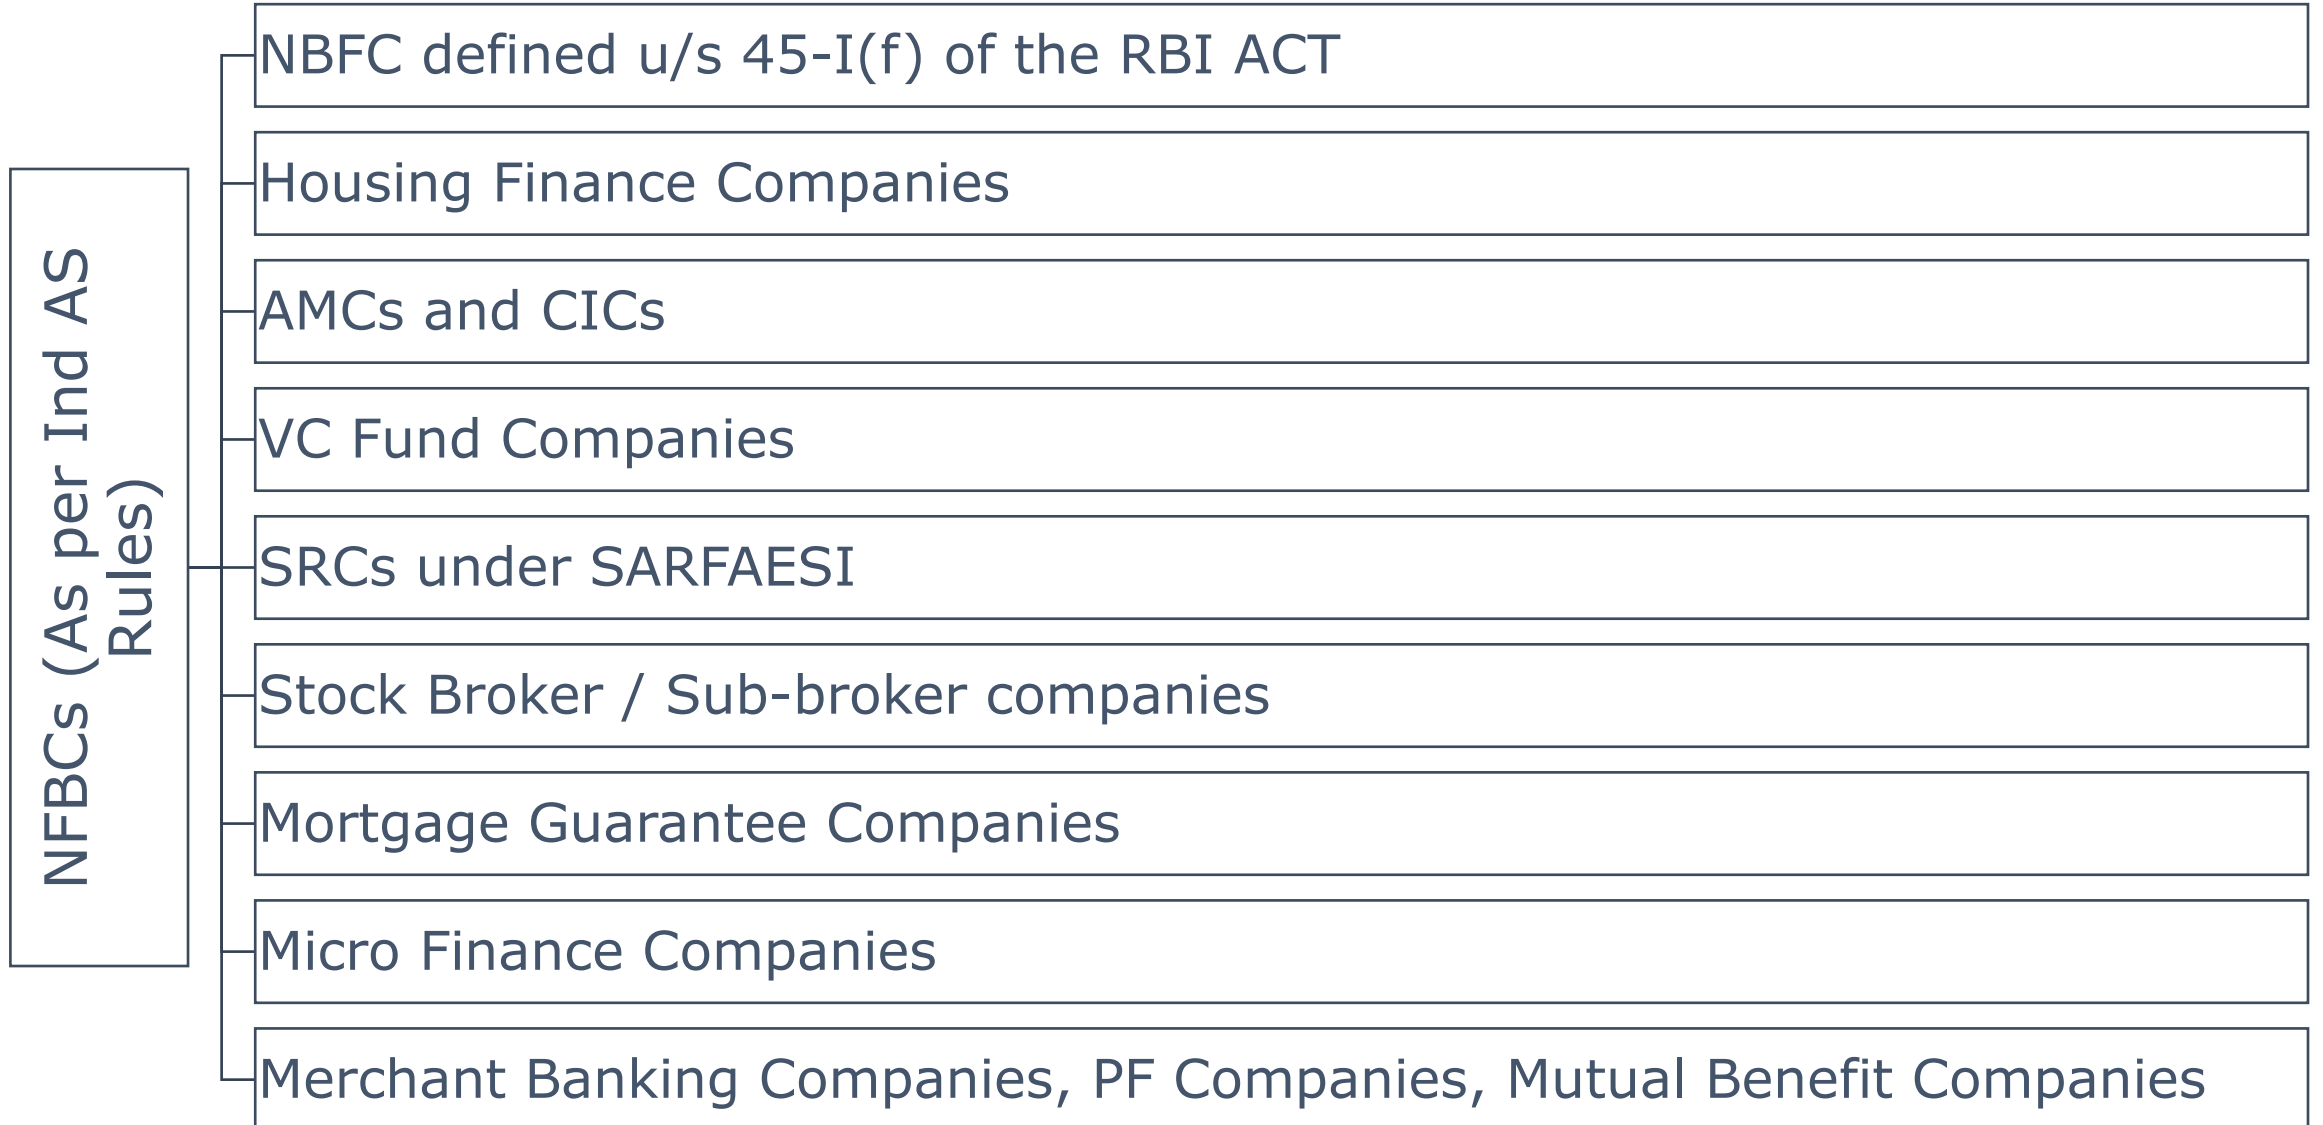 NFBCs (As per Ind AS
Rules)
NBFC defined u/s 45-I(f) of the RBI ACT
Housing Finance Companies
AMCs and CICs
VC Fund Companies
SRCs under SARFAESI
Stock Broker / Sub-broker companies
Mortgage Guarantee Companies
Micro Finance Companies
Merchant Banking Companies, PF Companies, Mutual Benefit Companies